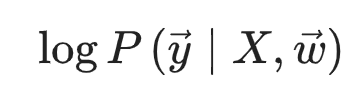 log P (y⃗ | X, w⃗)